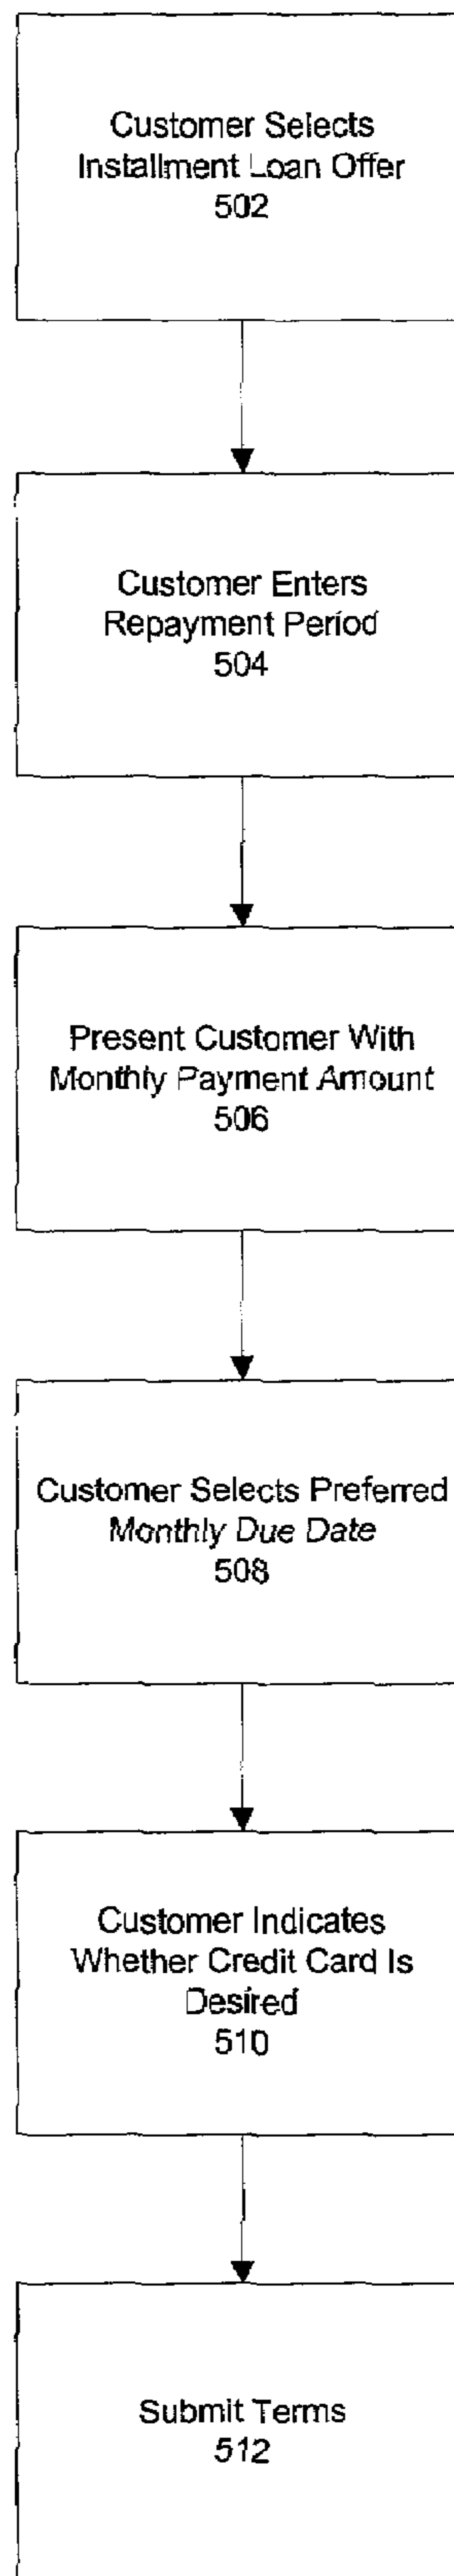 Customer Selects
Installment Loan Offer
502
Customer Enters
Repayment Period
504
Present Customer With
Monthly Payment Amount
506
Customer Selects Preferred
Monthly Due Date
508
Customer Indicates
Whether Credit Card Is
Desired
510
Submit Terms
512